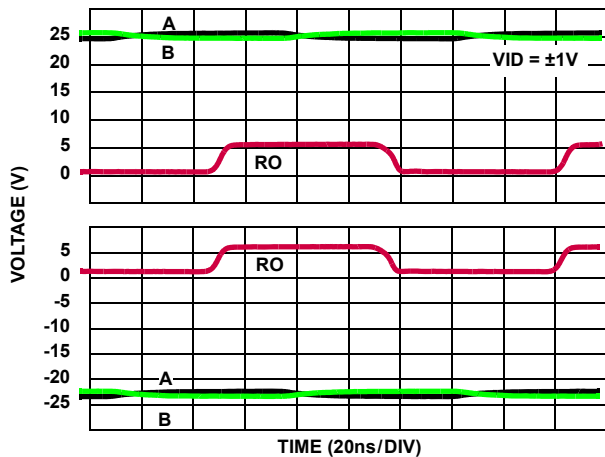 25
20
15
10
5
0
A
B
VID = ±1V
RO
VOLTAGE (V)
5
0
-5
-10
-15
-20
-25
RO
A
B
TIME (20ns/DIV)